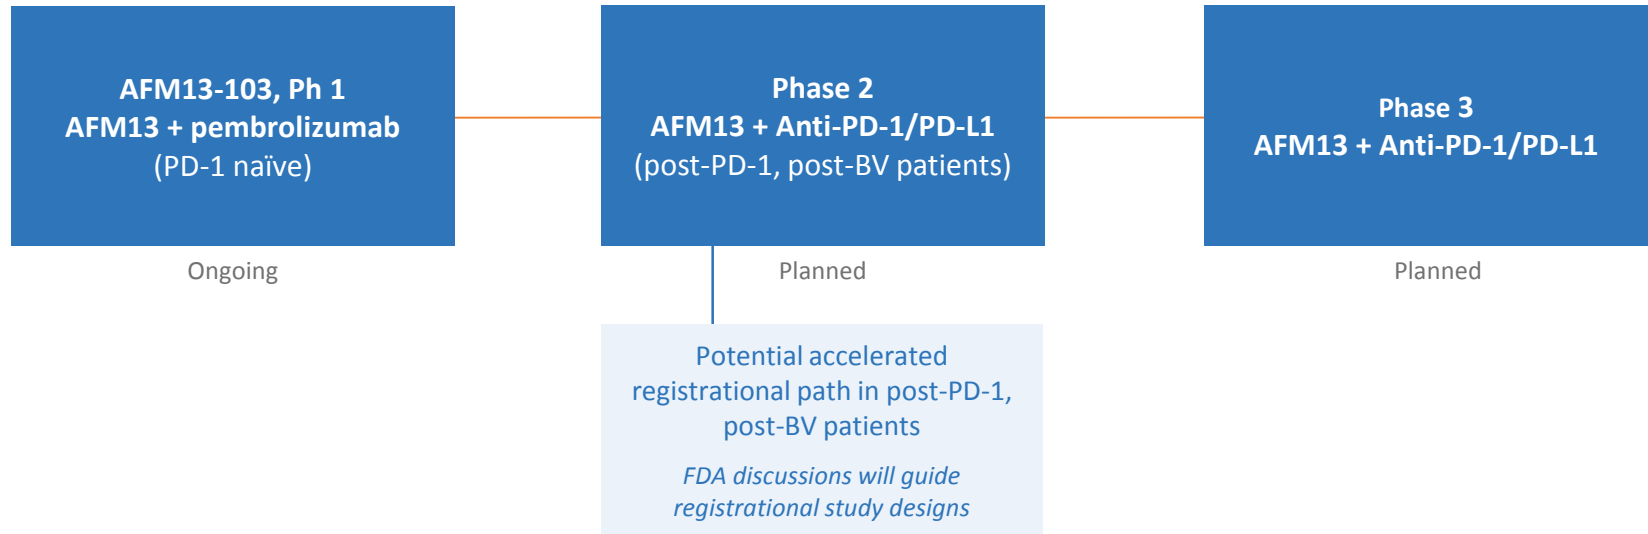 AFM13-103, Ph 1
AFM13 + pembrolizumab
(PD-1 naïve)
Ongoing
Phase 2
AFM13 + Anti-PD-1/PD-L1
(post-PD-1, post-BV patients)
Planned
Potential accelerated
registrational path in post-PD-1,
post-BV patients
FDA discussions will guide
registrational study designs
Phase 3
AFM13 + Anti-PD-1/PD-L1
Planned